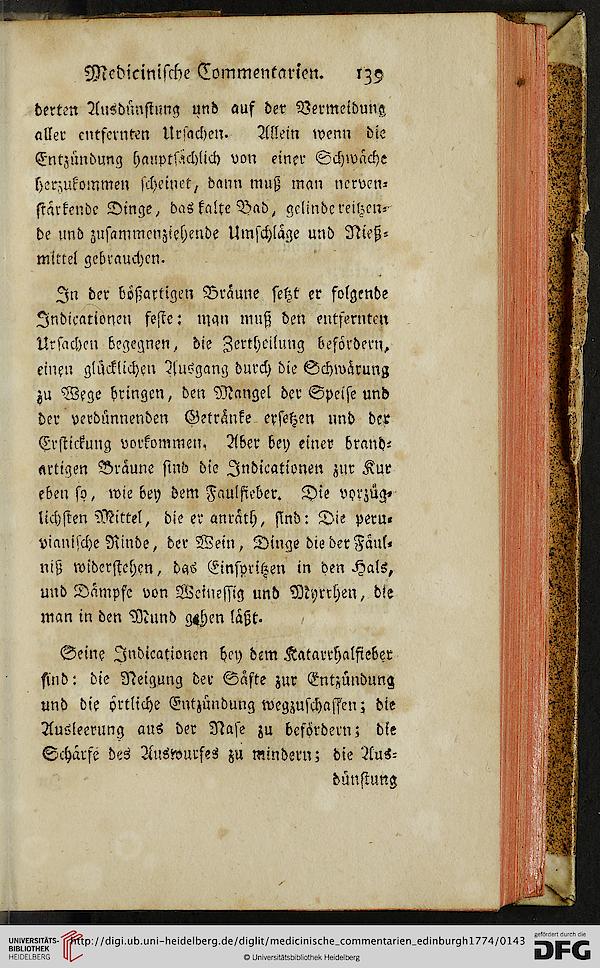 Medicinische Commentarien. 139
derten Ausdünstung und auf der Vermeidung
aller entfernten Ursachen. Allein wenn die
Entzündung hauptsächlich von einer Schwäche
herzukommen scheinet, dann muß man nerven-
stärkende Dinge, das kalte Bad, gelinde reitzen-
de und zusammenziehende Umschläge und Nieß-
mittel gebrauchen.
In der bößartigen Bräune setzt er folgende
Indicationen feste: man muß den entfernten
Ursachen begegnen, die Zertheilung befördern,
einen glücklichen Ausgang durch die Schwärung
zu Wege bringen, den Mangel der Speise und
der verdünnenden Getränke ersetzen und der
Erstickung vorkommen. Aber bey einer brand-
artigen Bräune sind die Indicationen zur Kur
eben so, wie bey dem Faulfieber. Die vorzüg-
lichsten Mittel, die er anräth, sind: Die peru-
vianische Rinde, der Wein, Dinge die der Fäul-
niß widerstehen, das Einspritzen in den Hals,
und Dämpfe von Weinessig und Myrrhen, die
man in den Mund gehen läßt.
Seine Indicationen bey dem Katarrhalfieber
sind: die Neigung der Säfte zur Entzündung
und die örtliche Entzündung wegzuschaffen; die
Ausleerung aus der Nase zu befördern; die
Schärfe des Auswurfes zu mindern; die Aus-
dünstung
UNIVERSITÄTS-
BIBLIOTHEK
HEIDELBERG
http://digi.ub.uni-heidelberg.de/diglit/medicinische_commentarien_edinburgh1774/0143
© Universitätsbibliothek Heidelberg
gefördert durch die
DFG